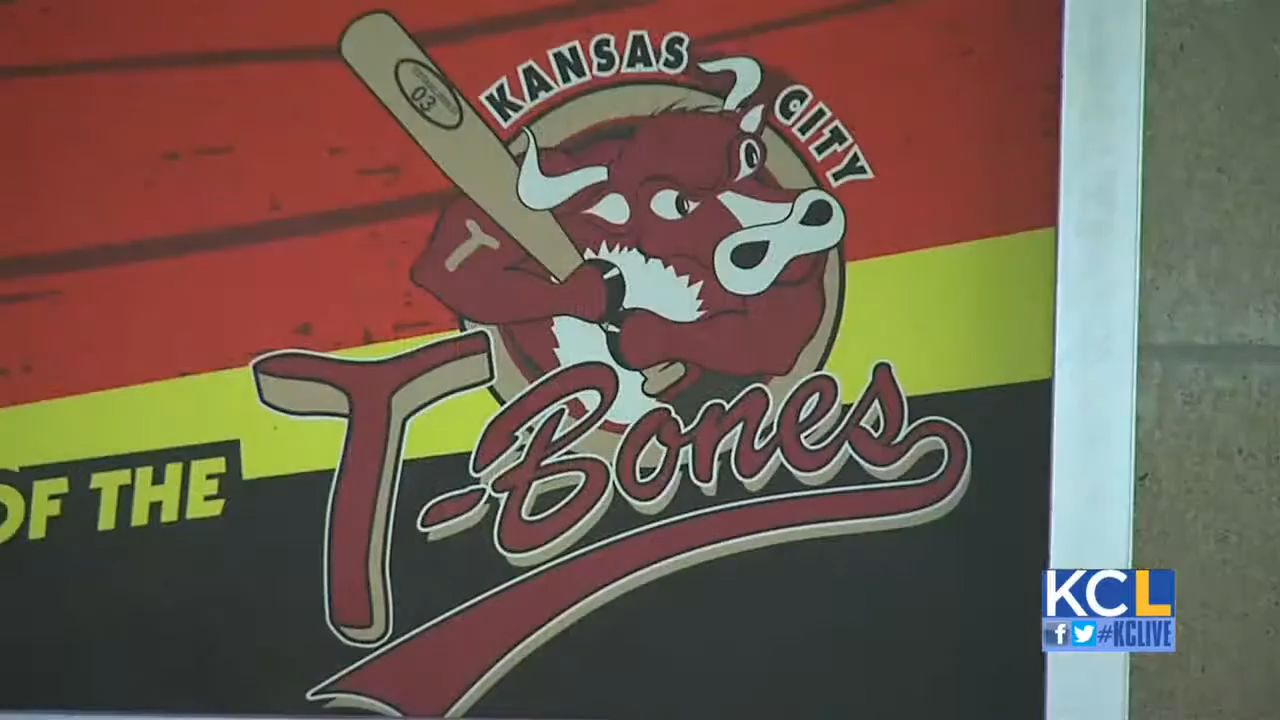 KANSAS CITY
03
T-Bones
OF THE
KCL
#KCLIVE